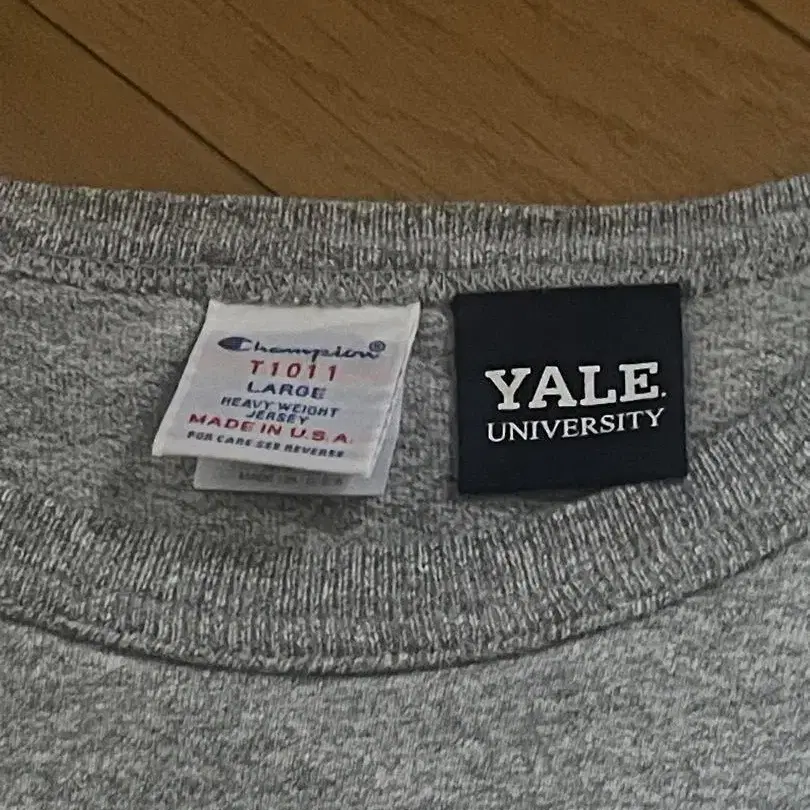 Champion®
T1011
LARGE
HEAVY WEIGHT
JERSEY
MADE IN U.S.A.
FOR CARE SEE REVERSE
YALE.
UNIVERSITY